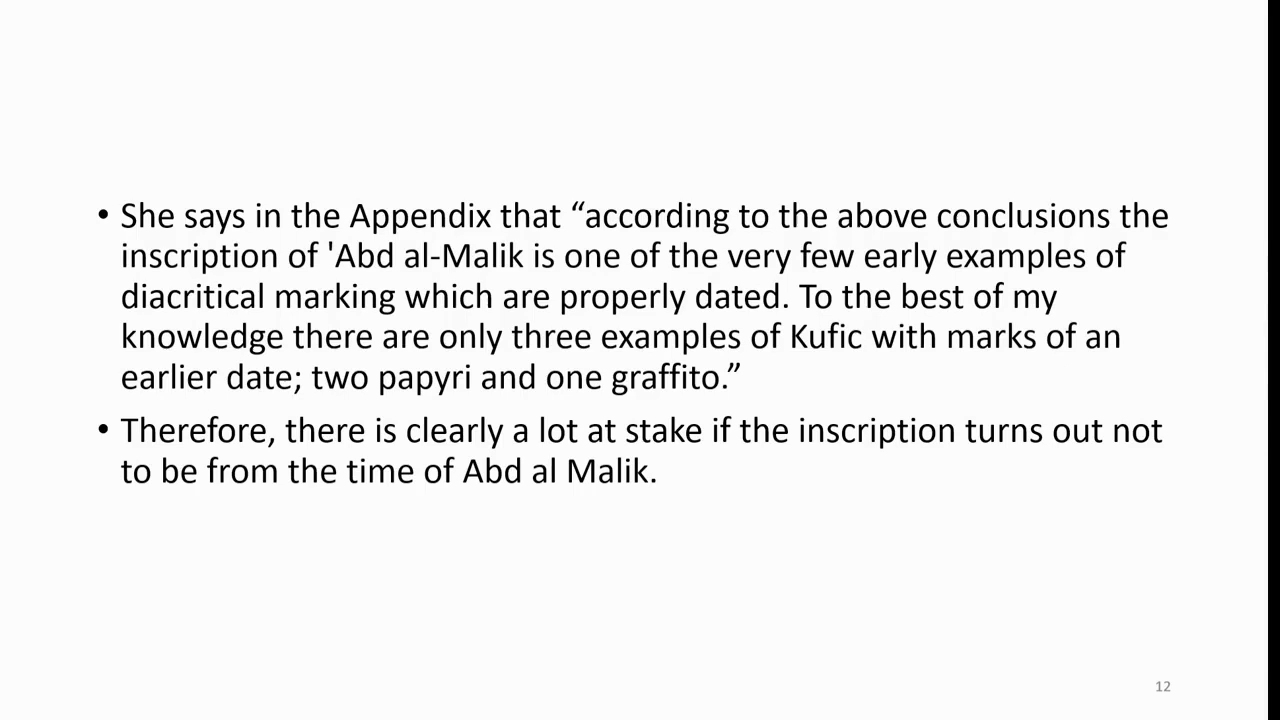 • She says in the Appendix that “according to the above conclusions the
inscription of 'Abd al-Malik is one of the very few early examples of
diacritical marking which are properly dated. To the best of my
knowledge there are only three examples of Kufic with marks of an
earlier date; two papyri and one graffito.”
• Therefore, there is clearly a lot at stake if the inscription turns out not
to be from the time of Abd al Malik.
12